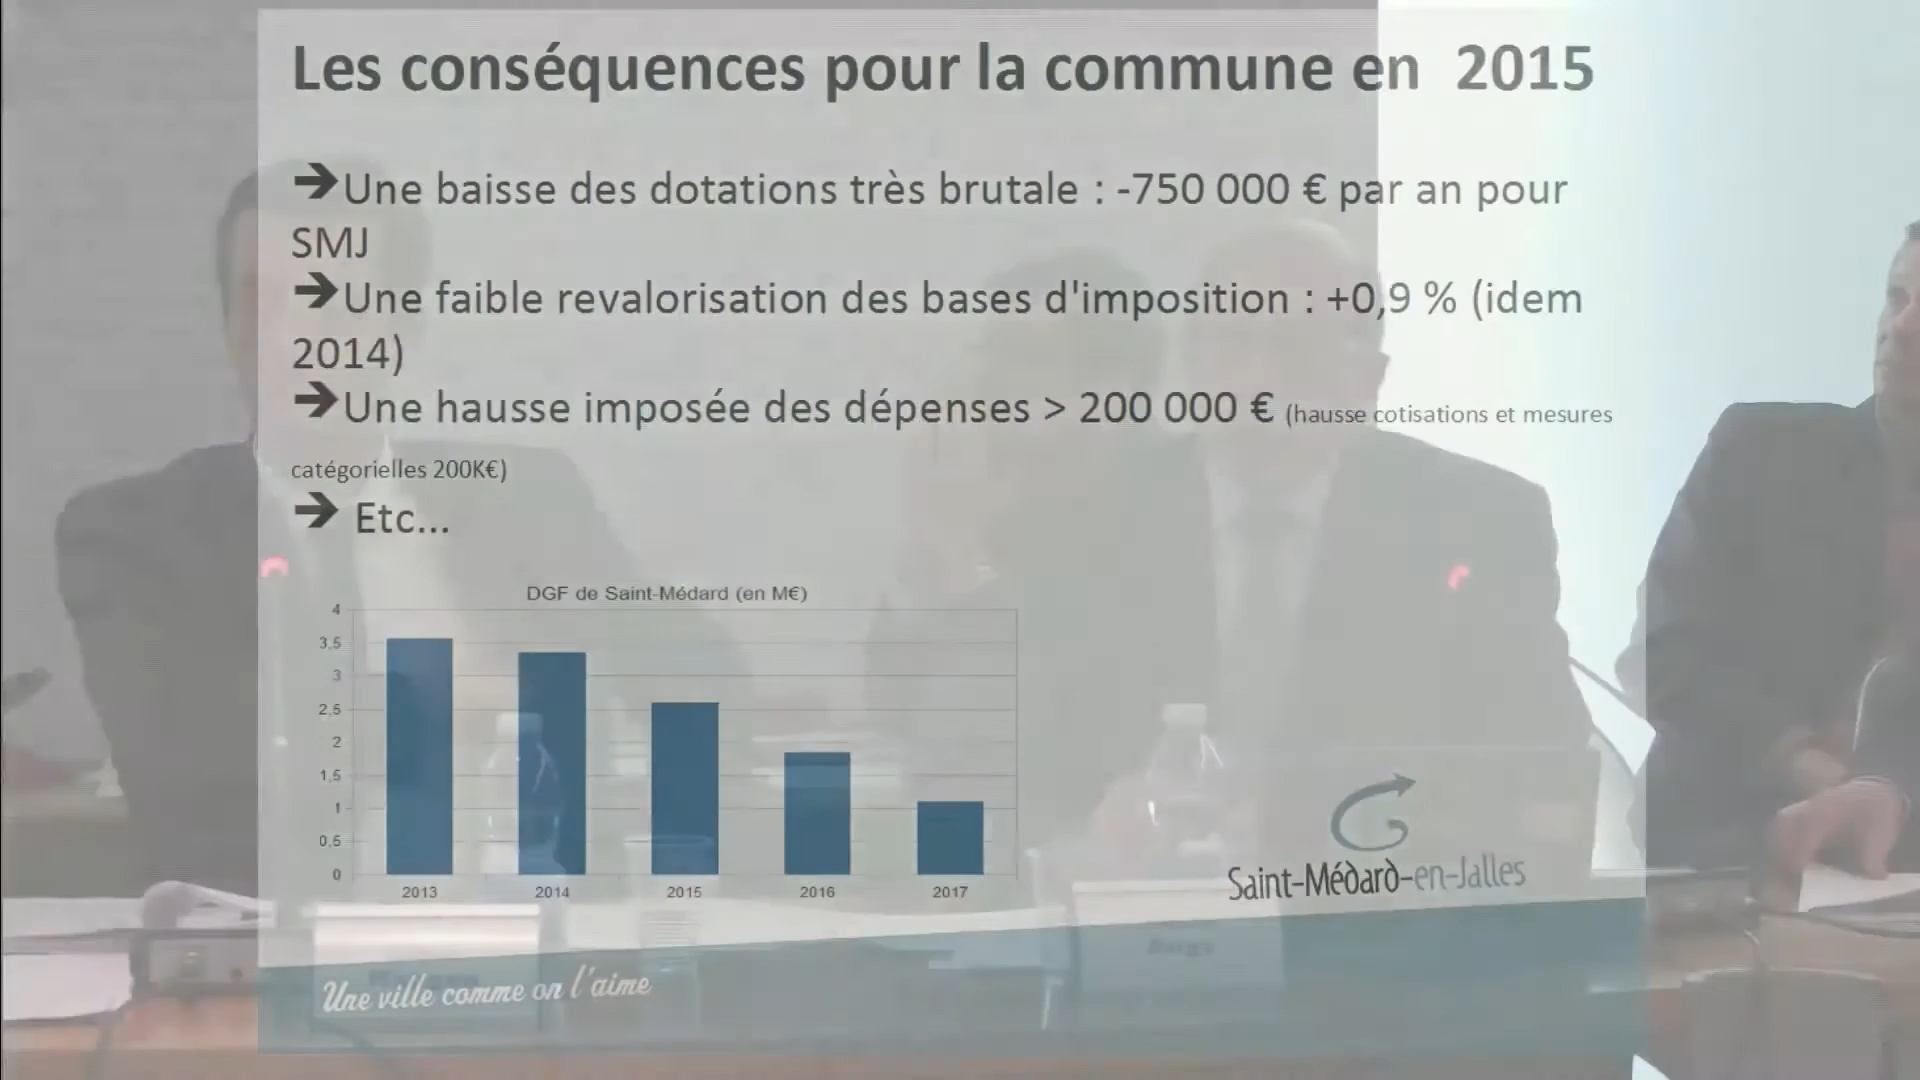 Les conséquences pour la commune en 2015
➔Une baisse des dotations très brutale : -750 000 € par an pour
SMJ
➔Une faible revalorisation des bases d'imposition : +0,9 % (idem
2014)
➔Une hausse imposée des dépenses > 200 000 € (hausse cotisations et mesures
catégorielles 200K€)
➔ Etc...
DGF de Saint-Médard (en M€)
4
3,5
3
2,5
2
1,5
1
0,5
0
2013 2014 2015 2016 2017
Saint-Médard-en-Jalles
Une ville comme on l'aime